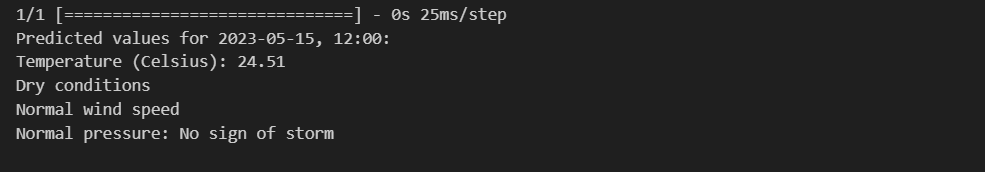 1/1 [==============================] - 0s 25ms/step
Predicted values for 2023-05-15, 12:00:
Temperature (Celsius): 24.51
Dry conditions
Normal wind speed
Normal pressure: No sign of storm